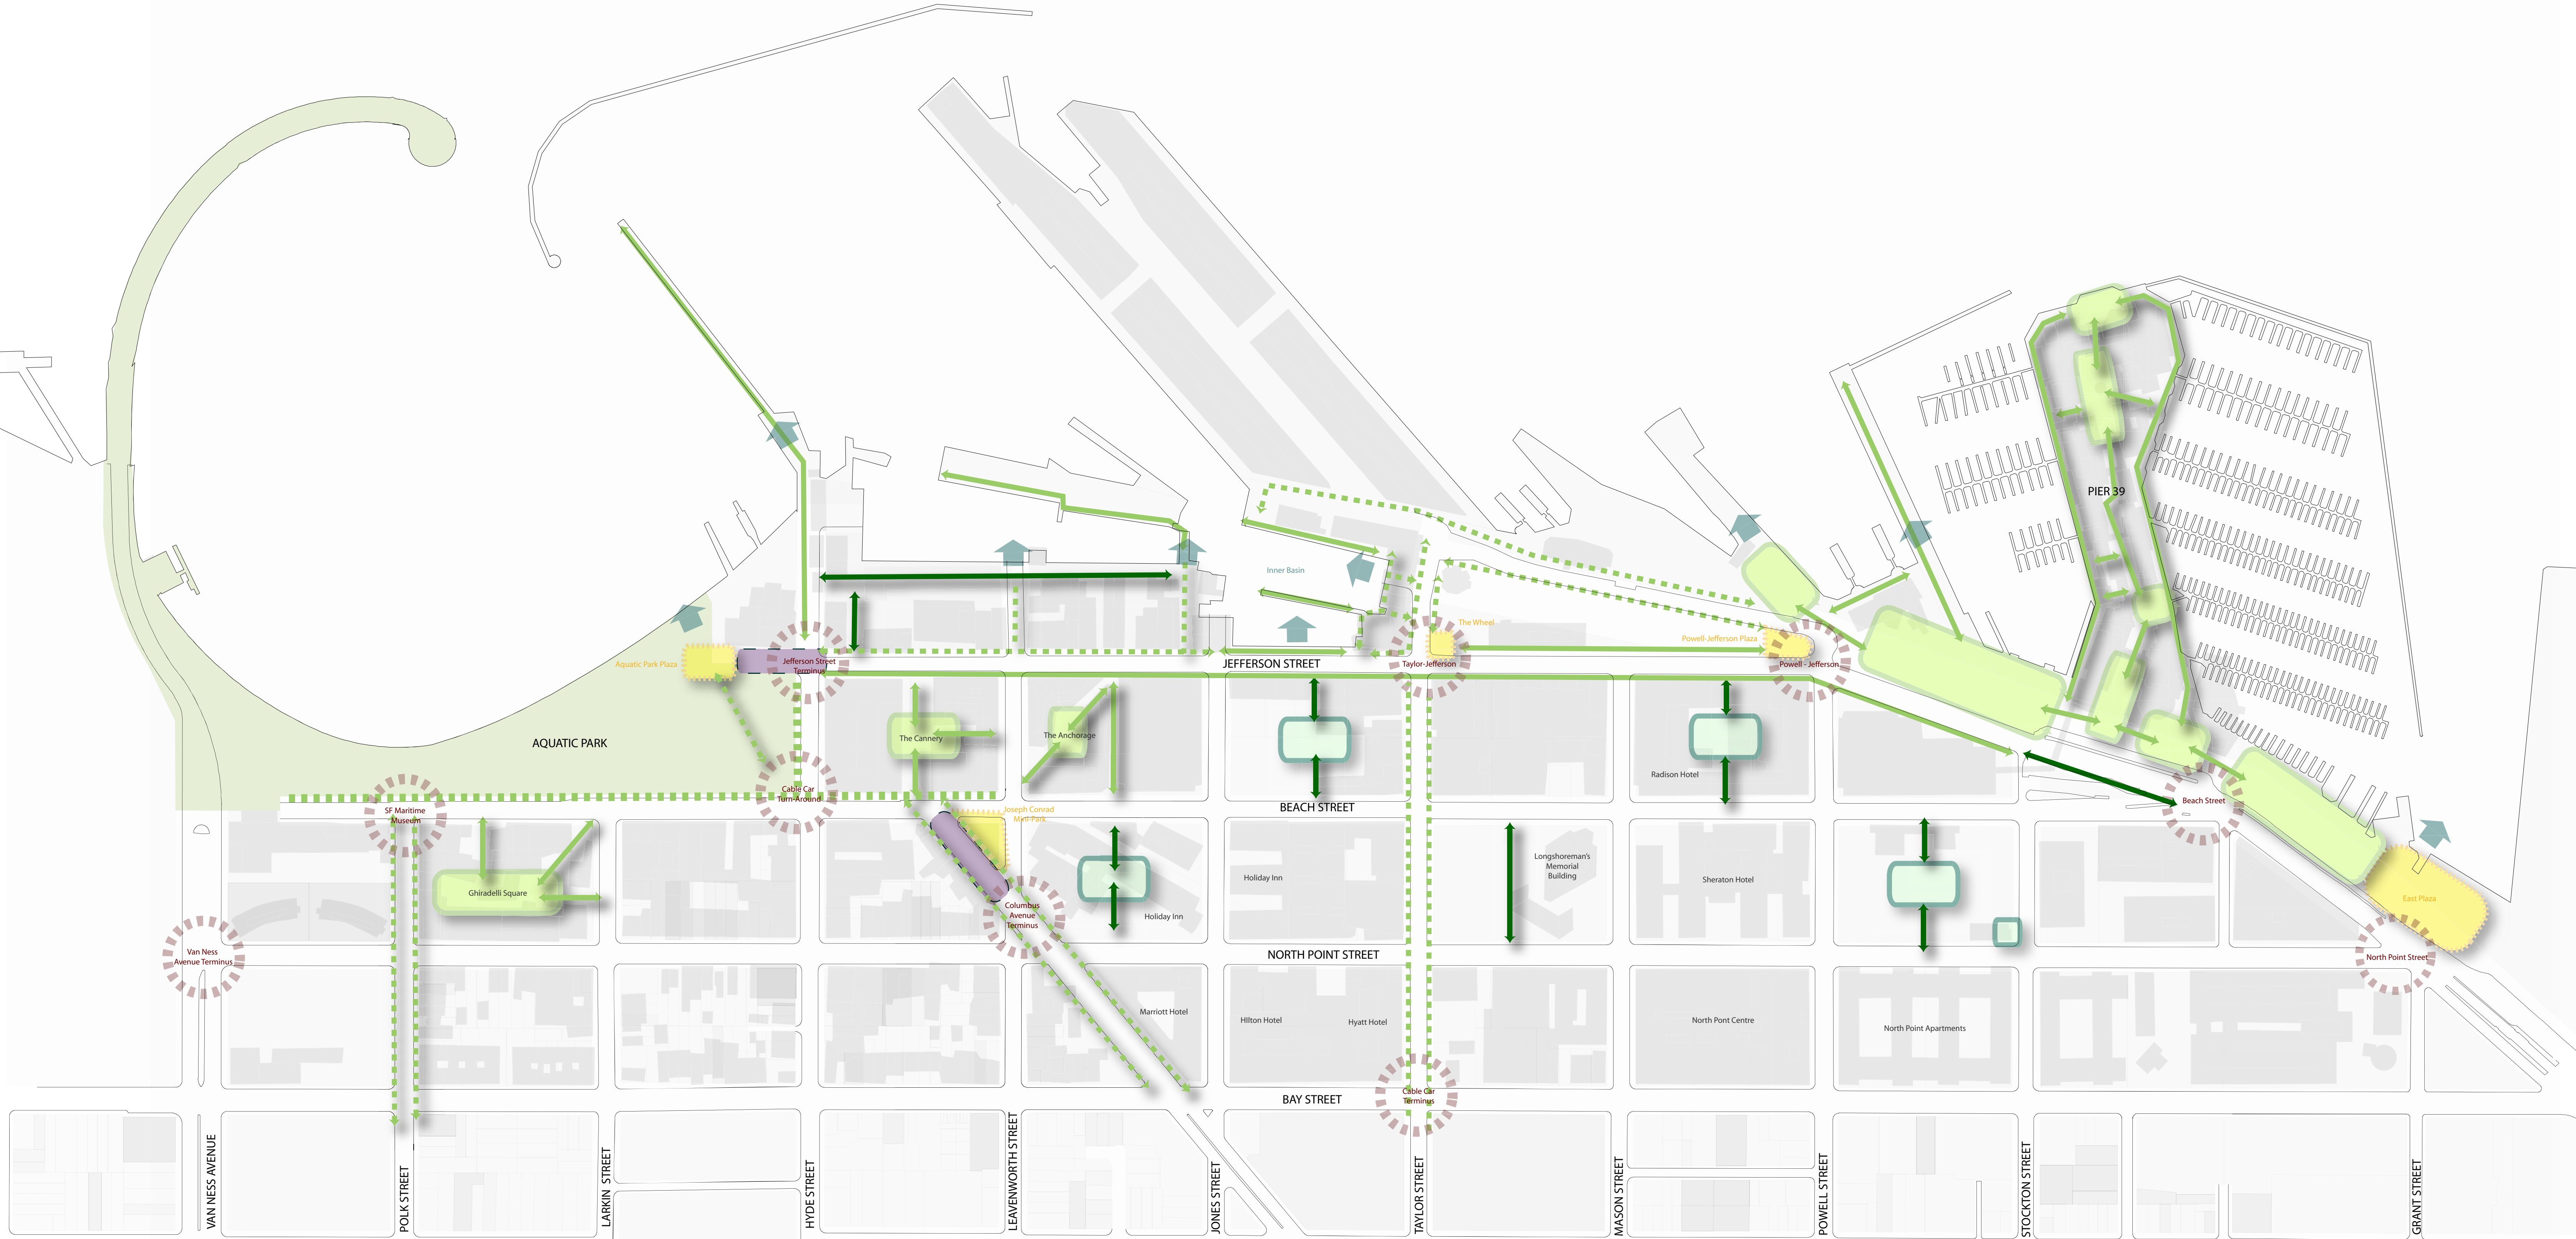 PIER 39
Inner Basin
The Wheel
Powell-Jefferson Plaza
Aquatic Park Plaza
Jefferson Street
Terminus
JEFFERSON STREET
Taylor-Jefferson
Powell - Jefferson
AQUATIC PARK
The Cannery
The Anchorage
Radison Hotel
Cable Car
Turn-Around
SF Maritime
Museum
Joseph Conrad
Mini-Park
BEACH STREET
Beach Street
Ghiradelli Square
Holiday Inn
Holiday Inn
Longshoreman's
Memorial
Building
Sheraton Hotel
East Plaza
Columbus
Avenue
Terminus
Van Ness
Avenue Terminus
NORTH POINT STREET
North Point Street
Marriott Hotel
HIlton Hotel
Hyatt Hotel
North Pont Centre
North Point Apartments
Cable Car
Terminus
BAY STREET
VAN NESS AVENUE
POLK STREET
LARKIN STREET
HYDE STREET
LEAVENWORTH STREET
JONES STREET
TAYLOR STREET
MASON STREET
POWELL STREET
STOCKTON STREET
GRANT STREET